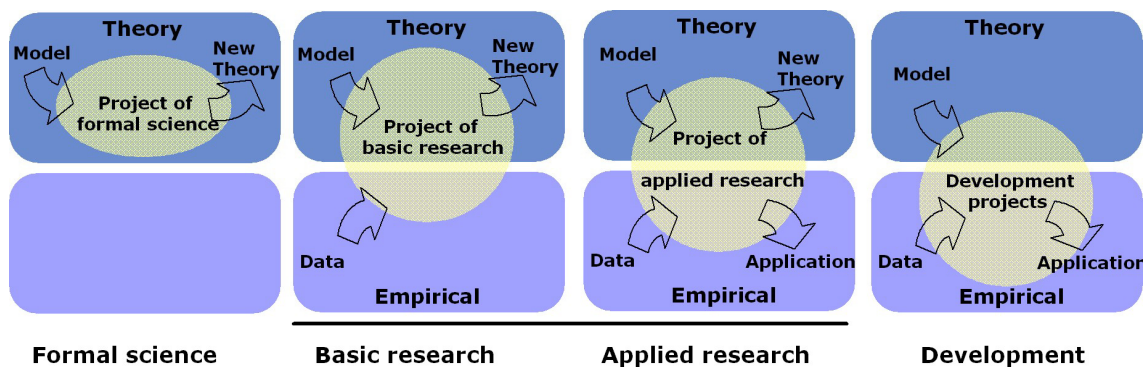 Theory
Model
New
Theory
Project of
formal science
Formal science
Theory
Model
New
Theory
Project of
basic research
Data
Empirical
Basic research
Theory
Model
New
Theory
Project of
applied research
Data
Application
Empirical
Applied research
Theory
Model
Development
projects
Data
Application
Empirical
Development